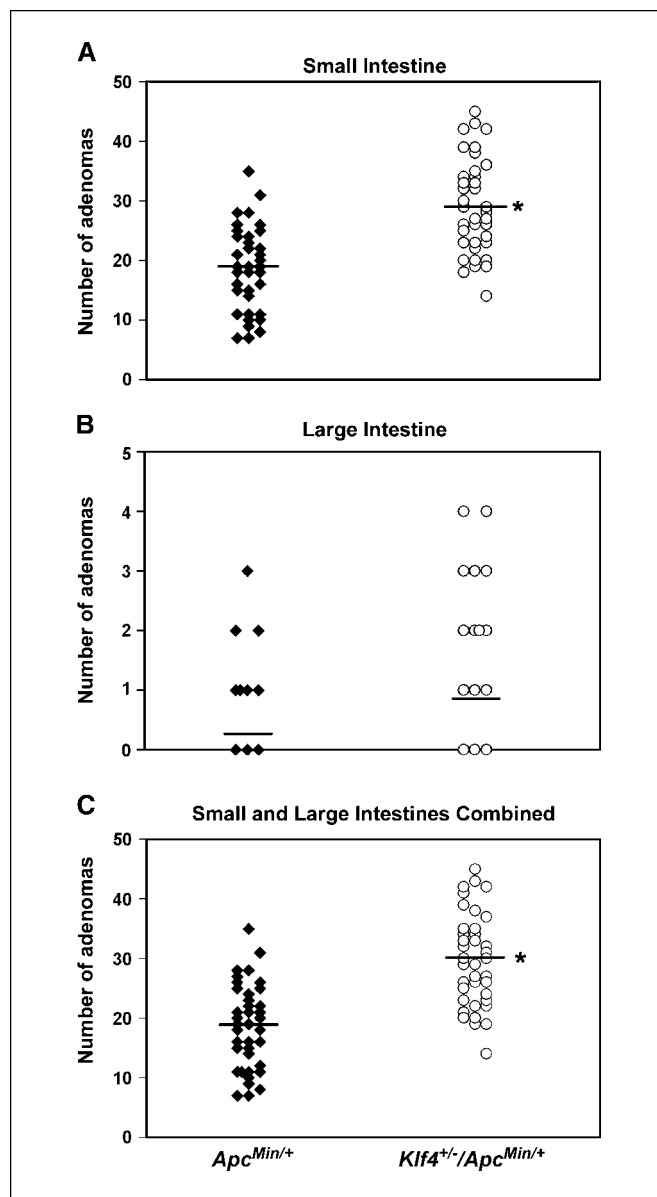 A
Small Intestine
50
40
30
20
10
0
Number of adenomas
*
B
Large Intestine
5
4
3
2
1
0
Number of adenomas
C
Small and Large Intestines Combined
50
40
30
20
10
0
Number of adenomas
*
Apc^Min/+
Klf4^+/-/Apc^Min/+